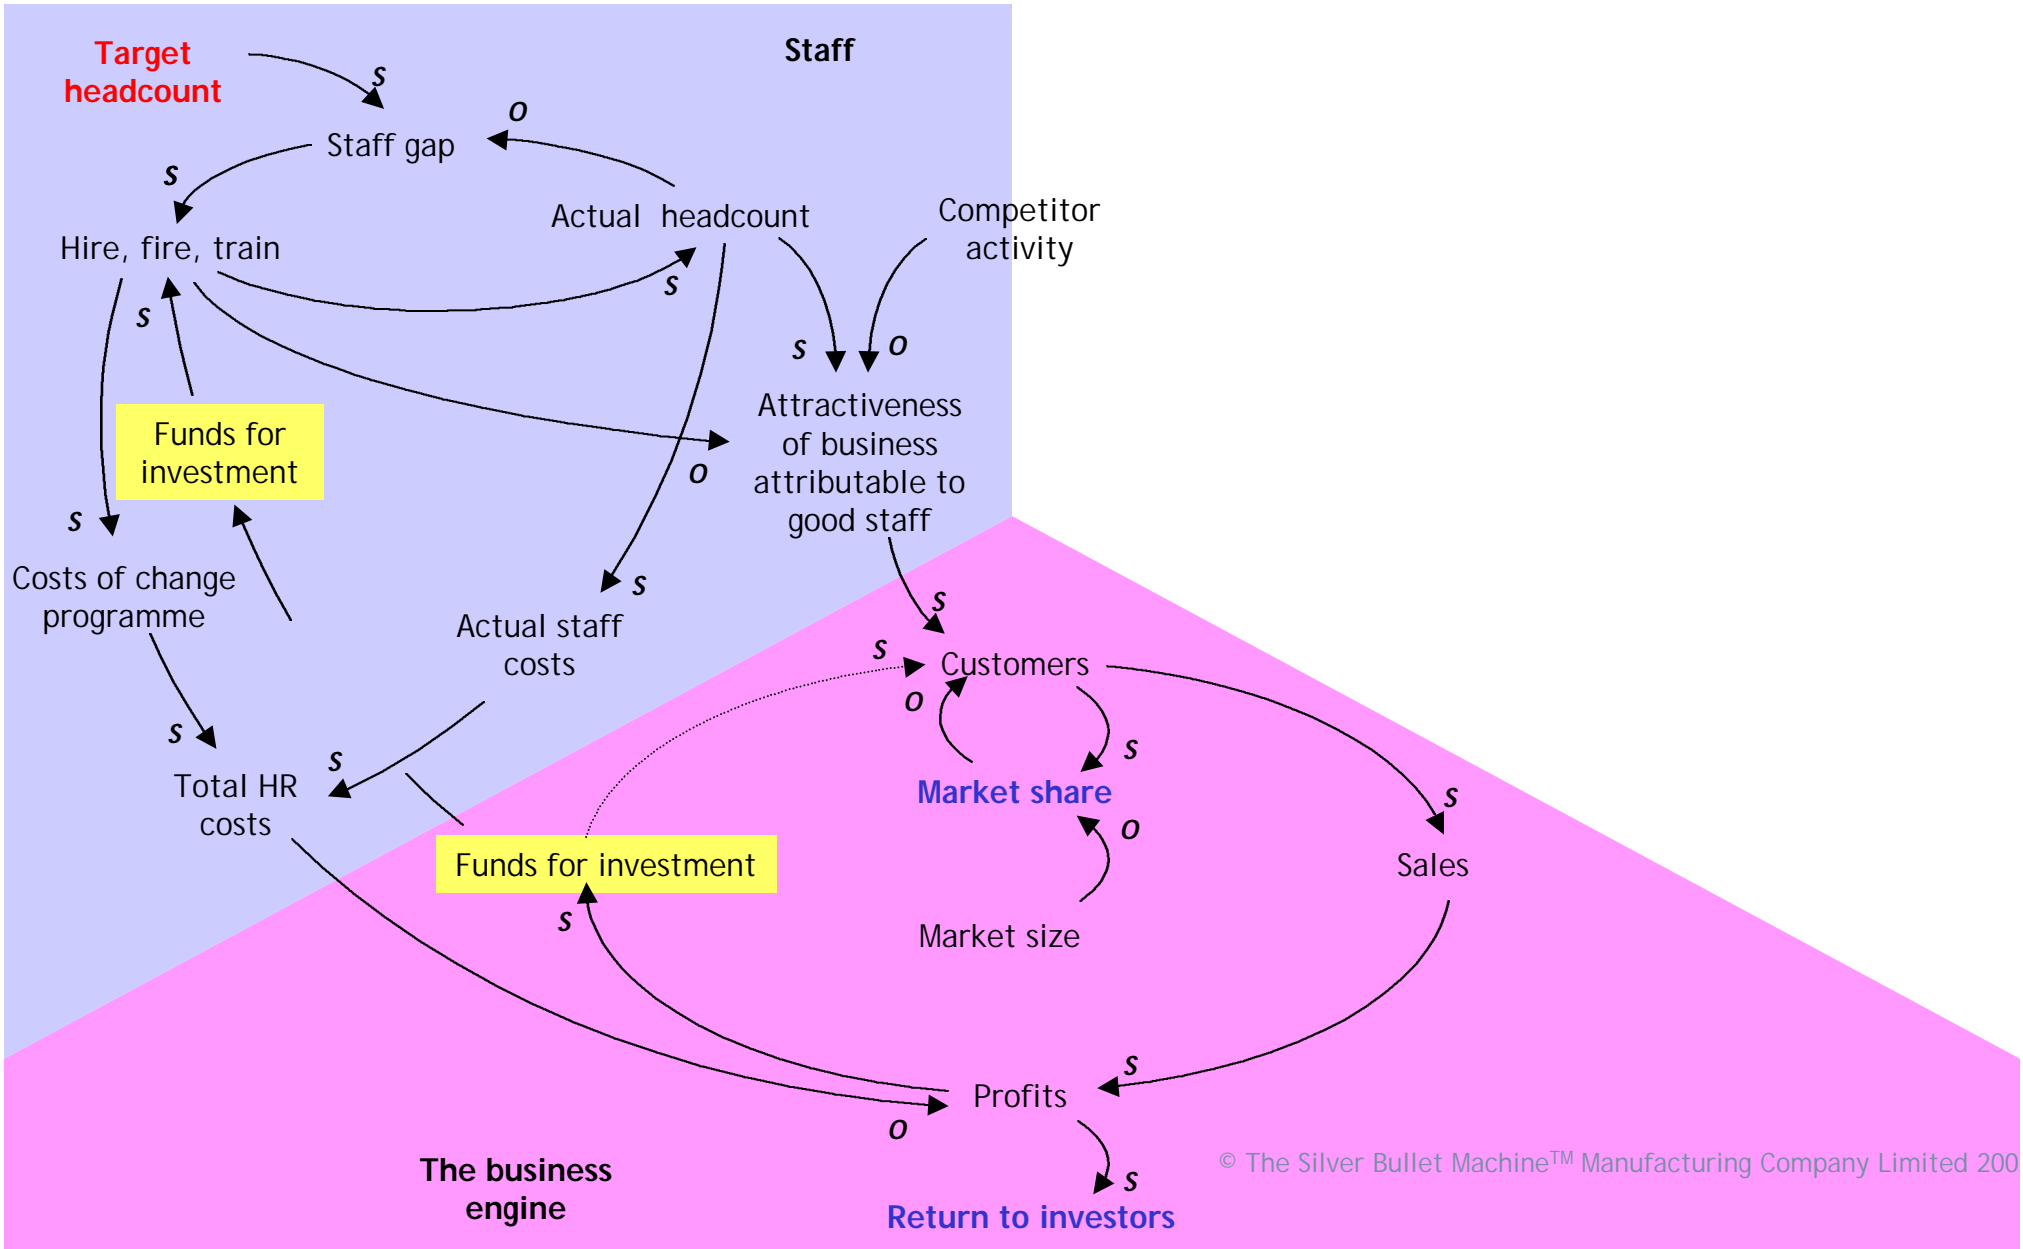 Target
headcount
Staff
S
O
Staff gap
S
Actual headcount
Competitor
activity
Hire, fire, train
S
S
S
O
Funds for
investment
Attractiveness
of business
attributable to
good staff
O
S
Costs of change
programme
S
Actual staff
costs
S
S
Customers
O
S
S
S
Market share
S
Total HR
costs
O
Funds for investment
Sales
S
Market size
S
Profits
O
The business
engine
© The Silver Bullet Machine™ Manufacturing Company Limited 200
S
Return to investors